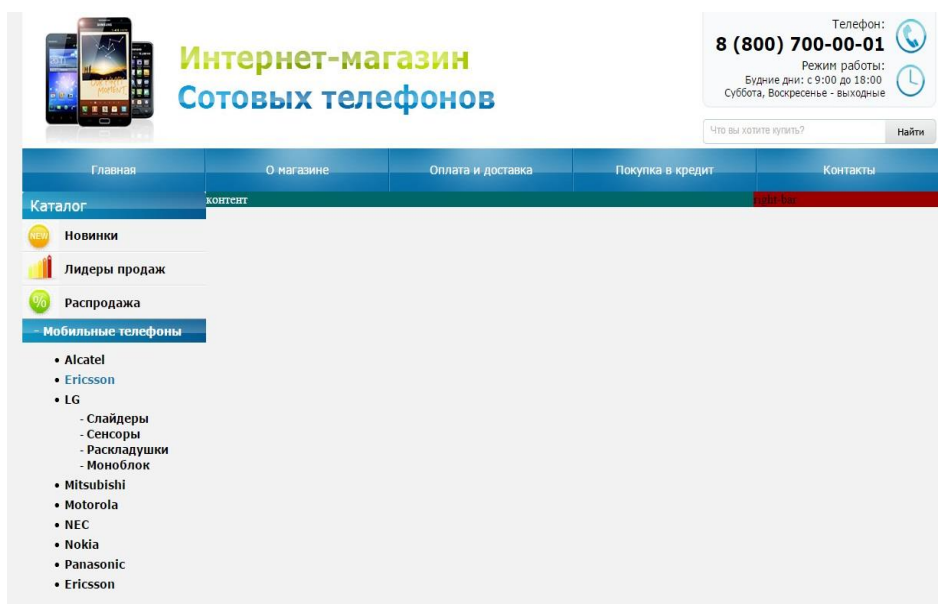 Интернет-магазин
Сотовых телефонов
Телефон:
8 (800) 700-00-01
Режим работы:
Будние дни: с 9:00 до 18:00
Суббота, Воскресенье - выходные
Что вы хотите купить?
Найти
Главная
О магазине
Оплата и доставка
Покупка в кредит
Контакты
Каталог
контент
right-bar
NEW
Новинки
Лидеры продаж
%
Распродажа
- Мобильные телефоны
• Alcatel
• Ericsson
• LG
- Слайдеры
- Сенсоры
- Раскладушки
- Моноблок
• Mitsubishi
• Motorola
• NEC
• Nokia
• Panasonic
• Ericsson